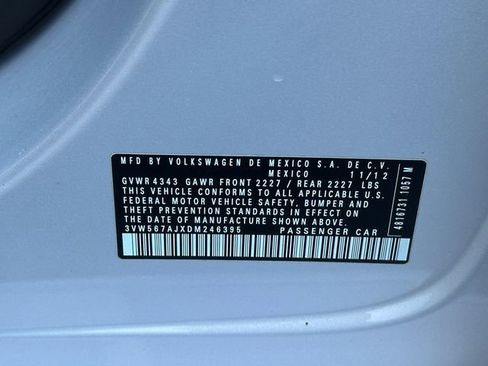 MFD BY VOLKSWAGEN DE MEXICO S.A. DE C.V.
MEXICO 11/12
GVWR 4343 GAWR FRONT 2227 / REAR 2227 LBS
THIS VEHICLE CONFORMS TO ALL APPLICABLE U.S.
FEDERAL MOTOR VEHICLE SAFETY, BUMPER AND
THEFT PREVENTION STANDARDS IN EFFECT ON THE
DATE OF MANUFACTURE SHOWN ABOVE.
3VW567AJXDM246395 PASSENGER CAR
4816731 1057 M